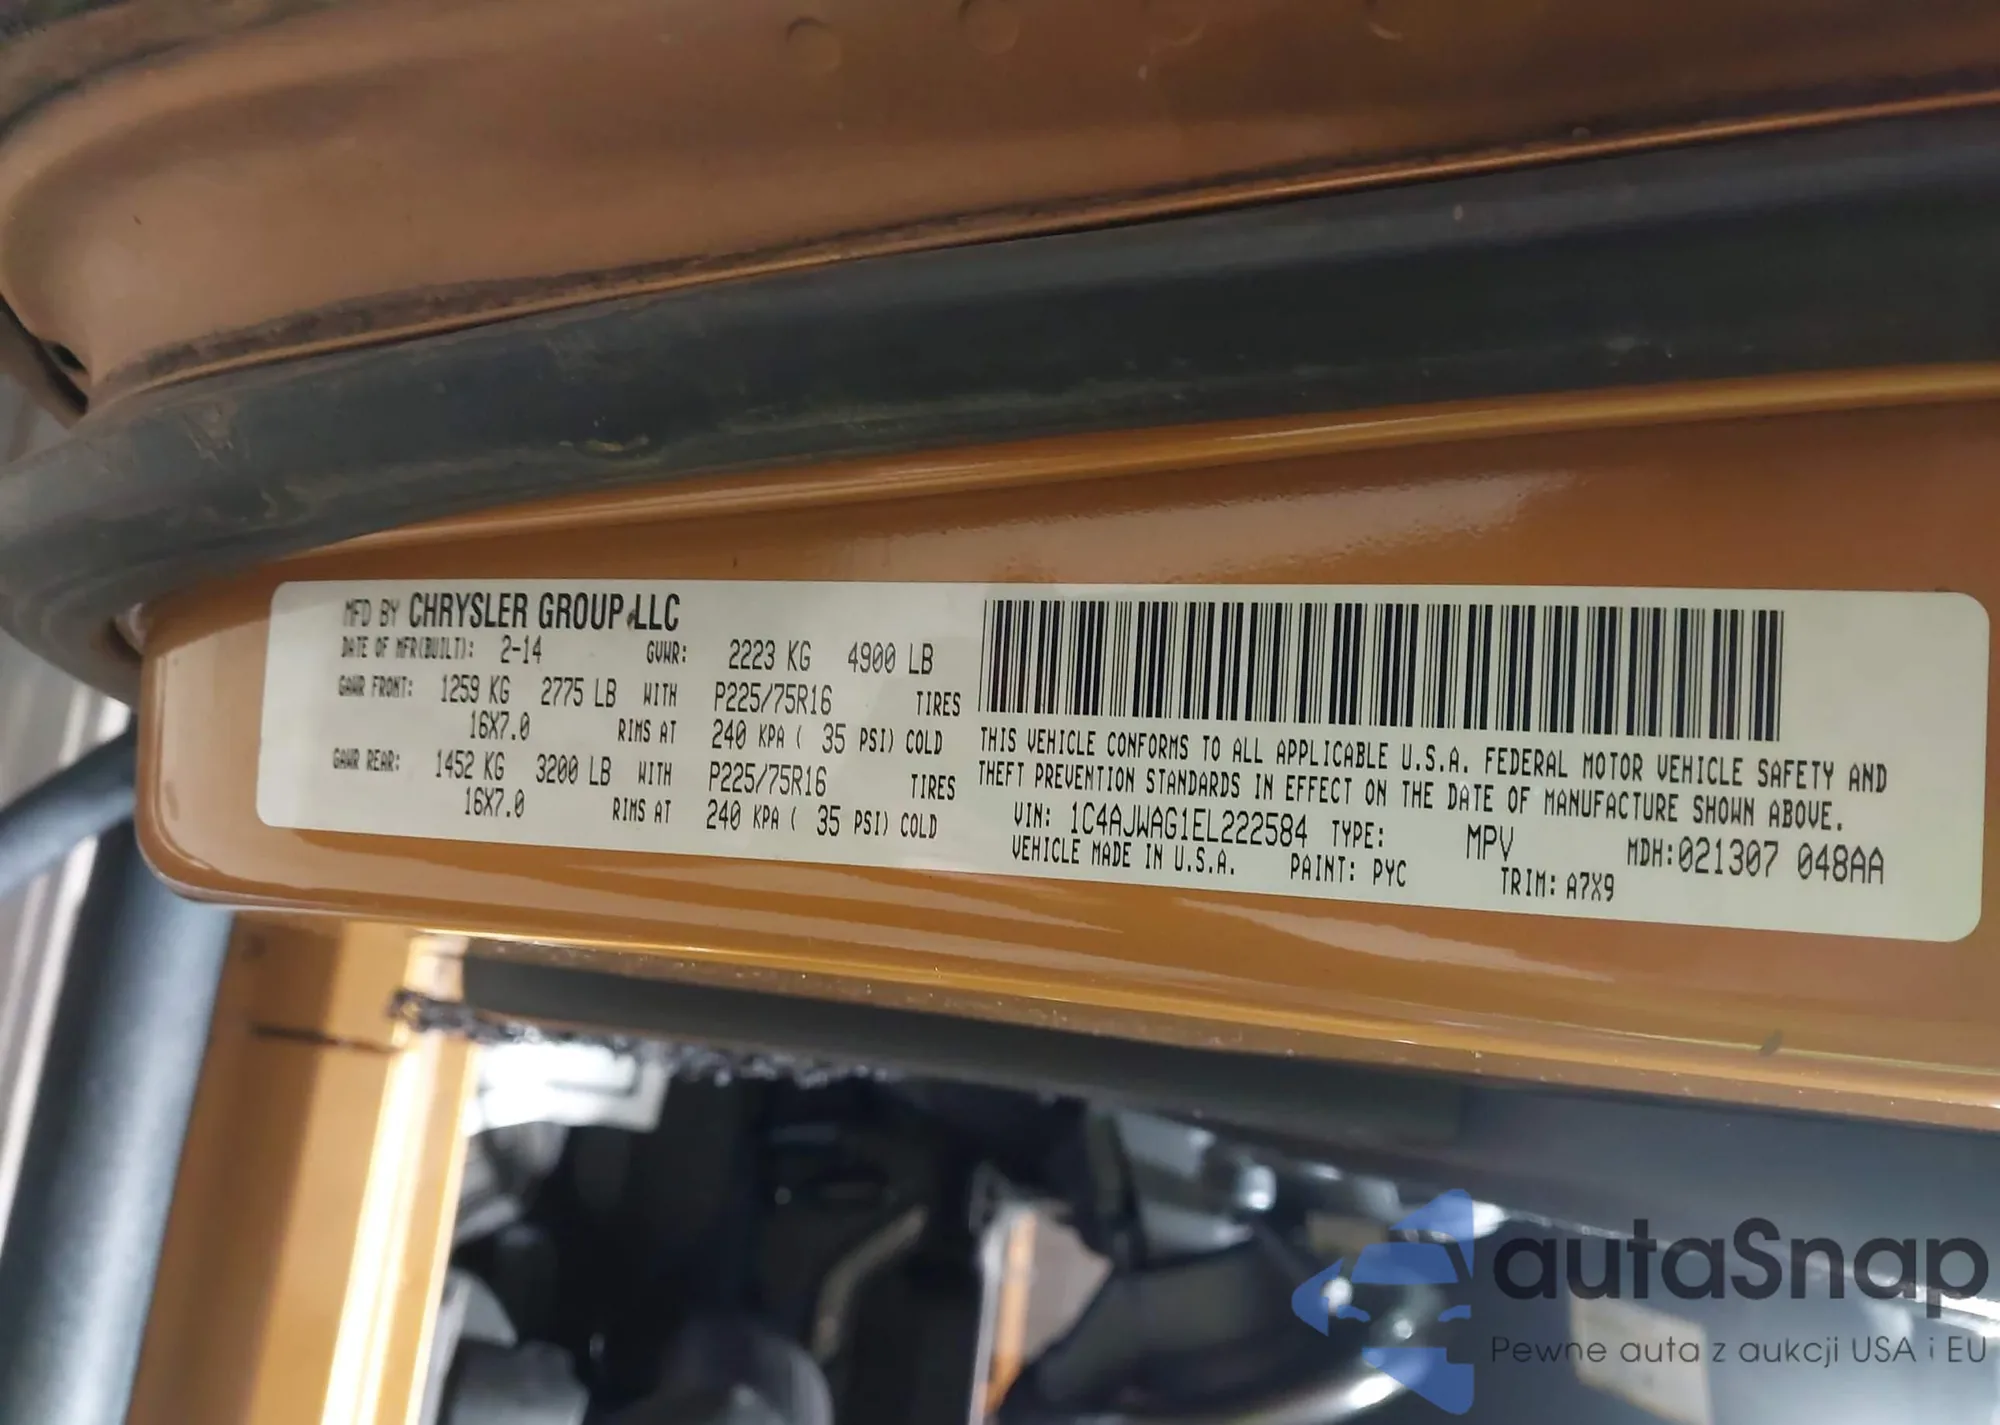 MFD BY CHRYSLER GROUP LLC
DATE OF MFR(BUILT): 2-14 GVWR: 2223 KG 4900 LB
GAWR FRONT: 1259 KG 2775 LB WITH P225/75R16 TIRES
16X7.0 RIMS AT 240 KPA ( 35 PSI) COLD
GAWR REAR: 1452 KG 3200 LB WITH P225/75R16 TIRES
16X7.0 RIMS AT 240 KPA ( 35 PSI) COLD
THIS VEHICLE CONFORMS TO ALL APPLICABLE U.S.A. FEDERAL MOTOR VEHICLE SAFETY AND
THEFT PREVENTION STANDARDS IN EFFECT ON THE DATE OF MANUFACTURE SHOWN ABOVE.
VIN: 1C4AJWAG1EL222584 TYPE: MPV MDH:021307 048AA
VEHICLE MADE IN U.S.A. PAINT: PYC TRIM: A7X9
autaSnap
Pewne auta z aukcji USA i EU